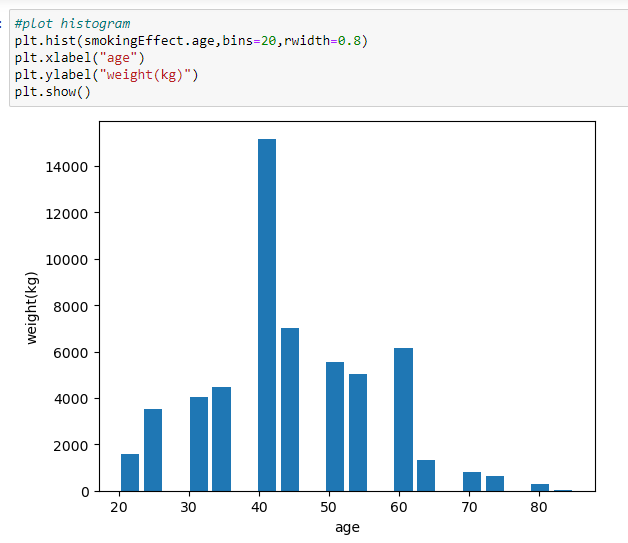 :
#plot histogram
plt.hist(smokingEffect.age,bins=20,rwidth=0.8)
plt.xlabel("age")
plt.ylabel("weight(kg)")
plt.show()
14000
12000
10000
8000
6000
4000
2000
0
weight(kg)
20 30 40 50 60 70 80
age